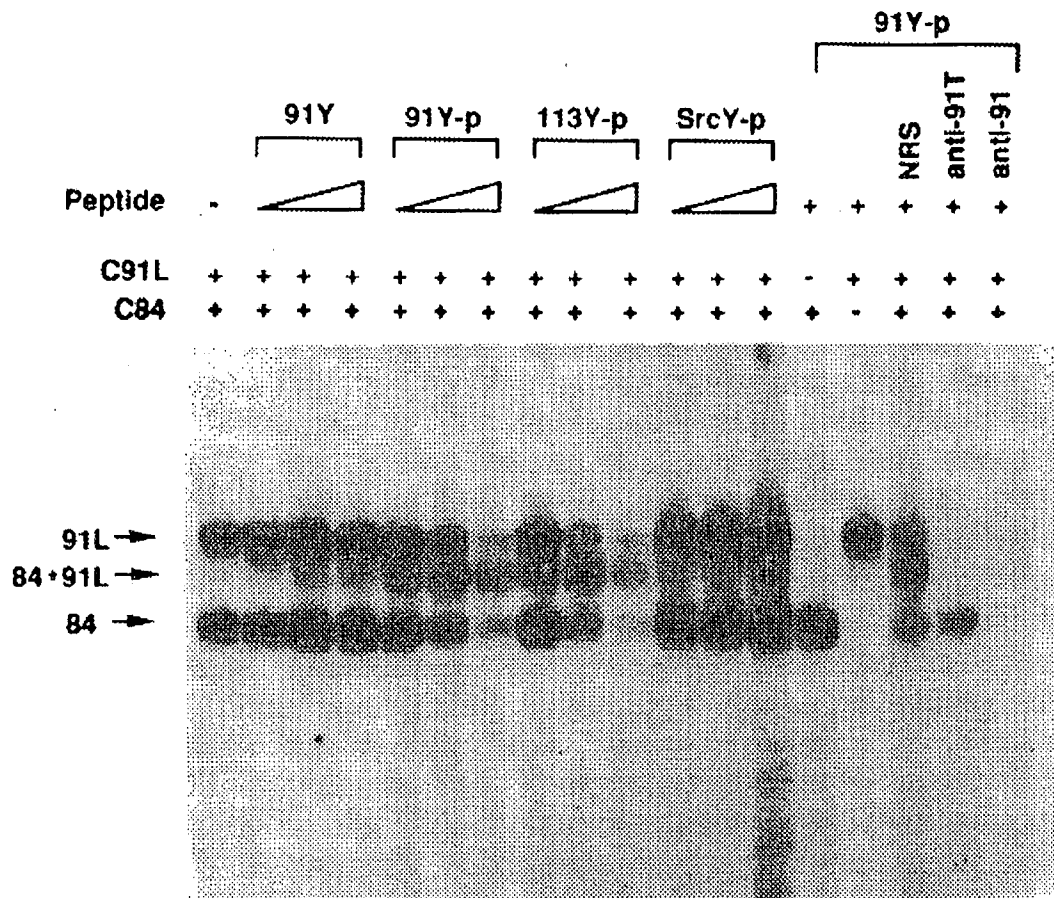 91Y-p
91Y 91Y-p 113Y-p SrcY-p NRS anti-91T anti-91
Peptide - + + + + +
C91L + + + + + + + + + + + + + - + + + +
C84 + + + + + + + + + + + + + + - + + +
91L
84+91L
84